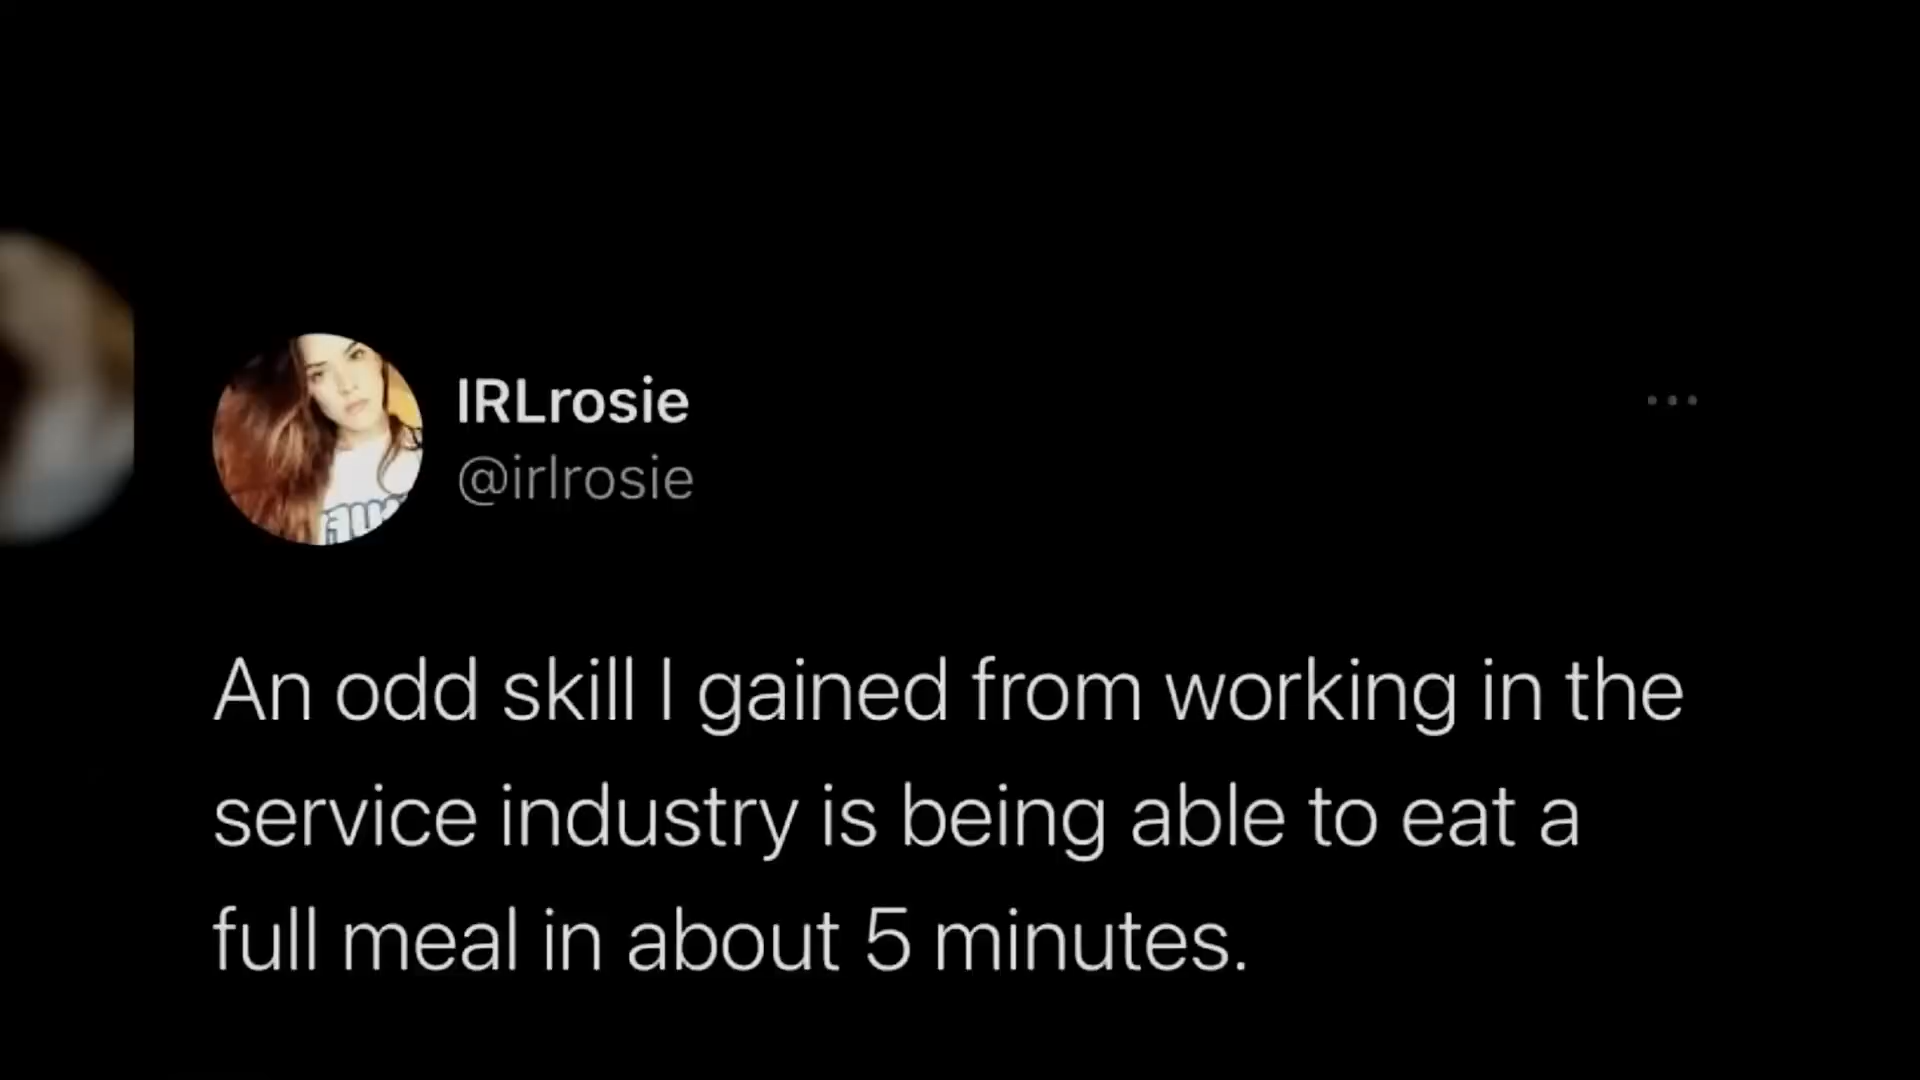 IRLrosie
@irlrosie
An odd skill I gained from working in the
service industry is being able to eat a
full meal in about 5 minutes.